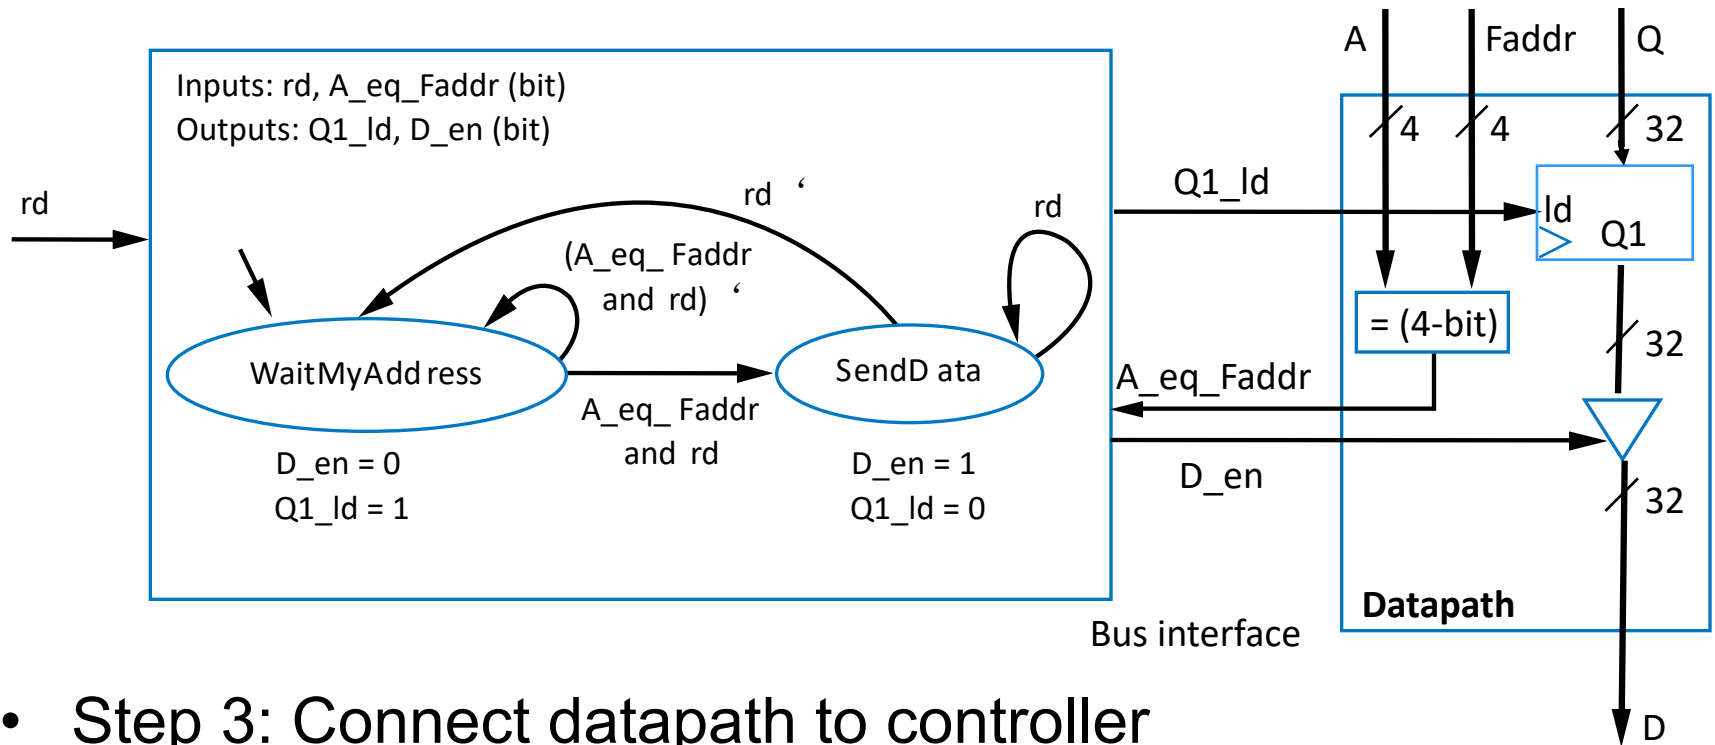 A
Faddr
Q
Inputs: rd, A_eq_Faddr (bit)
Outputs: Q1_ld, D_en (bit)
4
4
32
rd
Q1_ld
rd ‘
rd
ld
Q1
(A_eq_ Faddr
and rd) ‘
= (4-bit)
32
WaitMyAdd ress
SendD ata
A_eq_Faddr
A_eq_ Faddr
and rd
D_en = 0
Q1_ld = 1
D_en = 1
Q1_ld = 0
D_en
32
Datapath
Bus interface
• Step 3: Connect datapath to controller
D